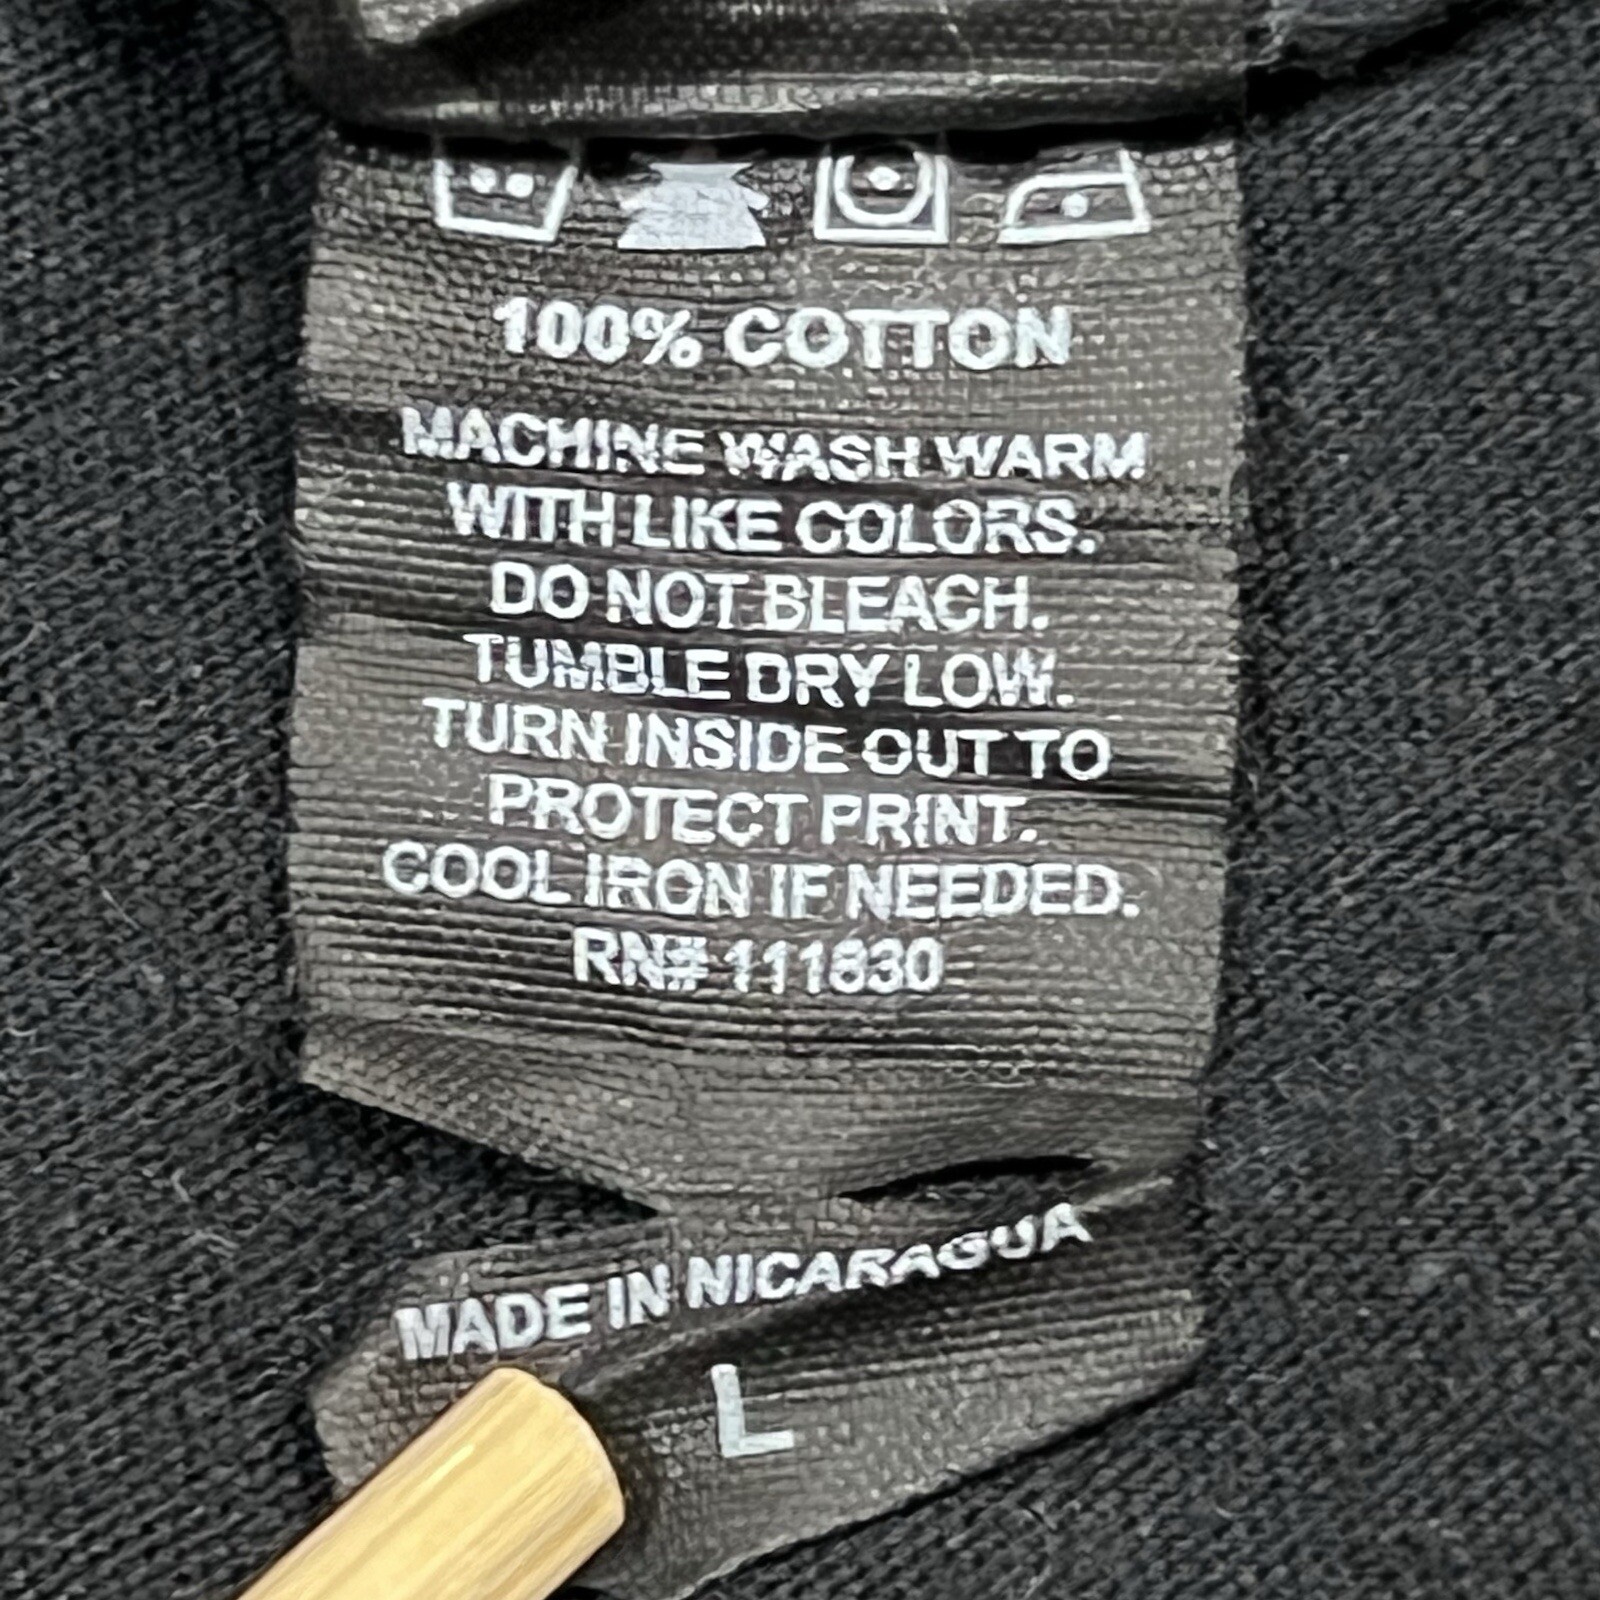 100% COTTON
MACHINE WASH WARM
WITH LIKE COLORS.
DO NOT BLEACH.
TUMBLE DRY LOW.
TURN INSIDE OUT TO
PROTECT PRINT.
COOL IRON IF NEEDED.
RN# 111830
MADE IN NICARAGUA
L